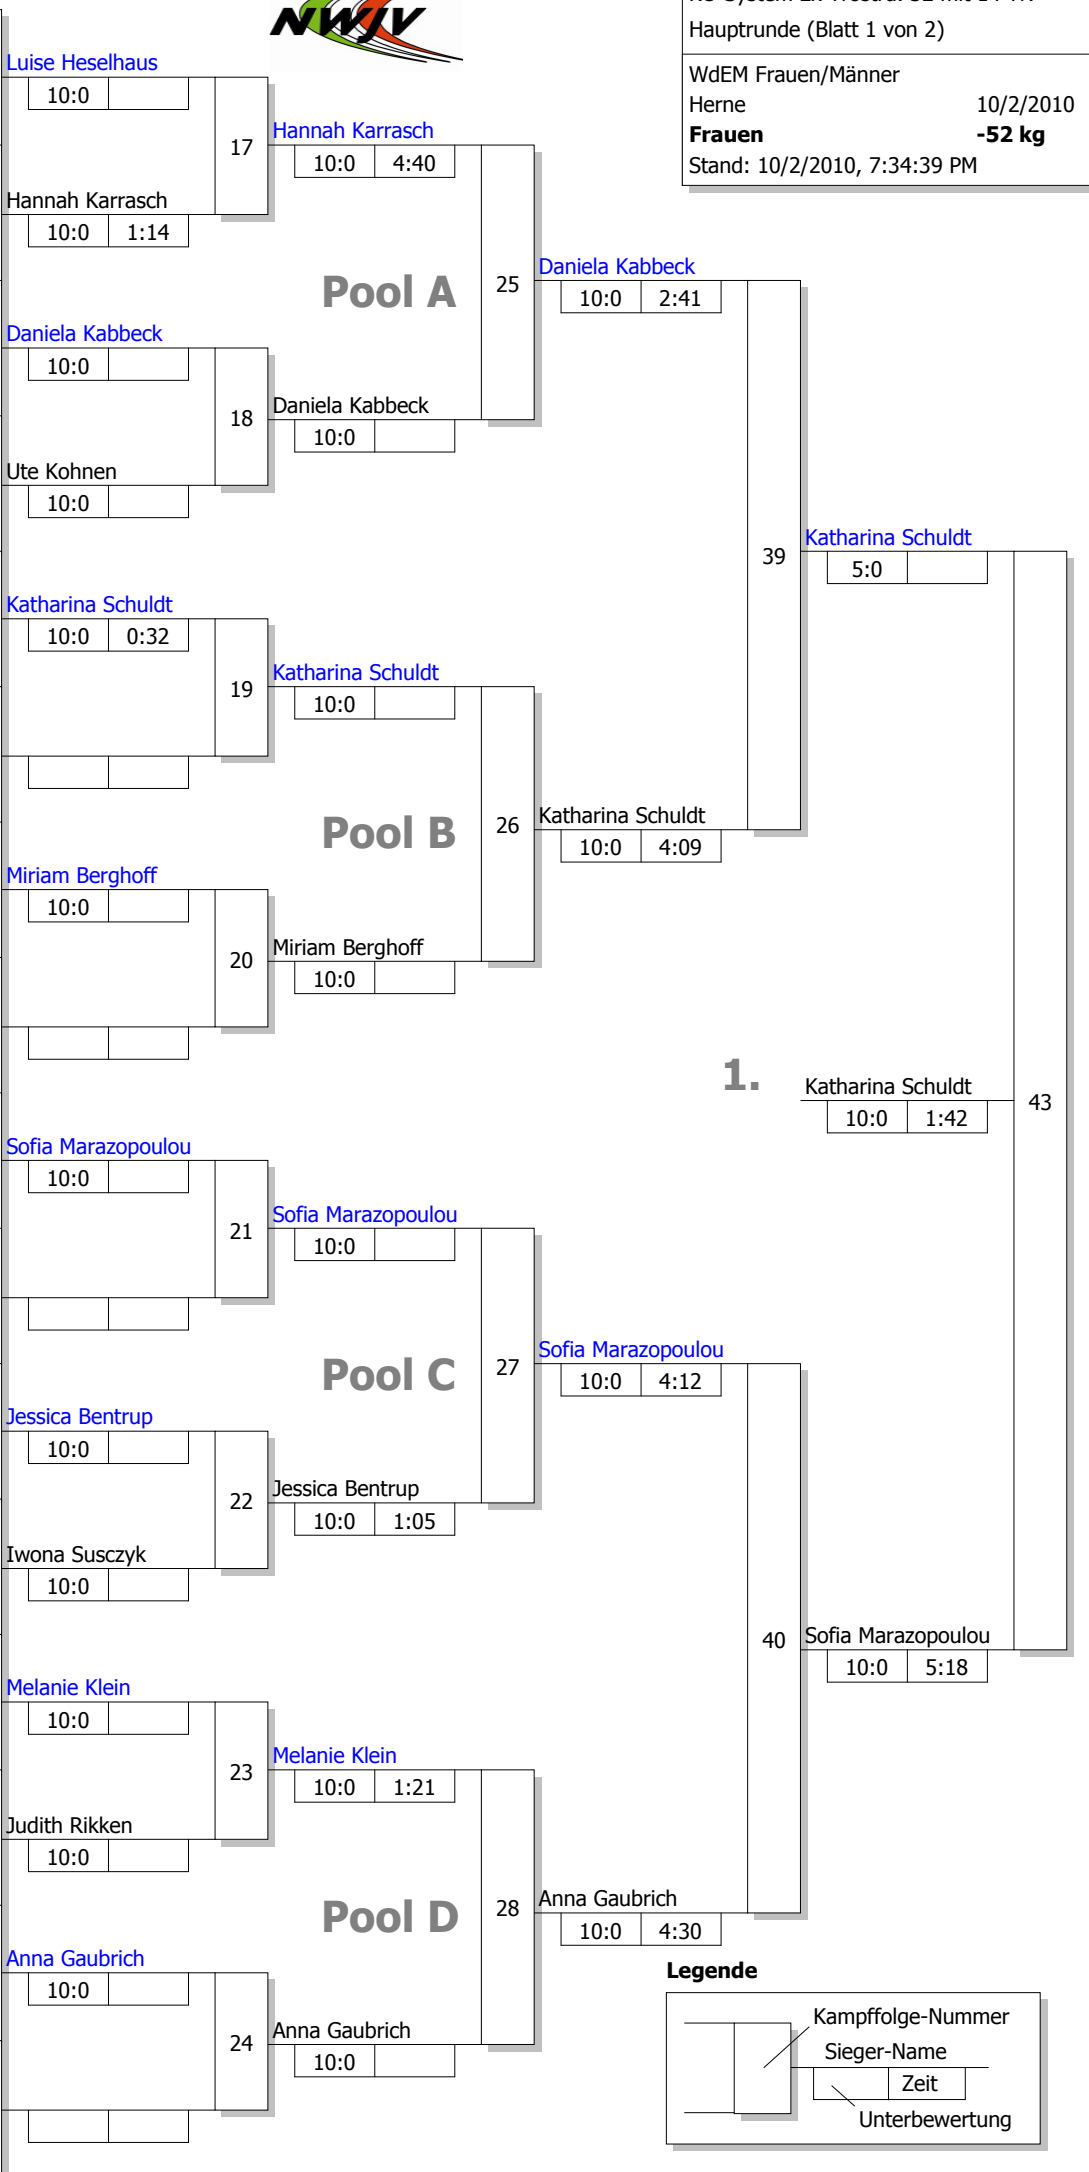 NWJV
Hauptrunde (Blatt 1 von 2)
WdEM Frauen/Männer
Herne 10/2/2010
Frauen -52 kg
Stand: 10/2/2010, 7:34:39 PM
Luise Heselhaus
10:0
17
Hannah Karrasch
10:0 4:40
Hannah Karrasch
10:0 1:14
Pool A
25
Daniela Kabbeck
10:0 2:41
Daniela Kabbeck
10:0
18
Daniela Kabbeck
10:0
Ute Kohnen
10:0
39
Katharina Schuldt
5:0
Katharina Schuldt
10:0 0:32
19
Katharina Schuldt
10:0
Pool B
26
Katharina Schuldt
10:0 4:09
Miriam Berghoff
10:0
20
Miriam Berghoff
10:0
1.
Katharina Schuldt
10:0 1:42
43
Sofia Marazopoulou
10:0
21
Sofia Marazopoulou
10:0
Pool C
27
Sofia Marazopoulou
10:0 4:12
Jessica Bentrup
10:0
22
Jessica Bentrup
10:0 1:05
Iwona Susczyk
10:0
40
Sofia Marazopoulou
10:0 5:18
Melanie Klein
10:0
23
Melanie Klein
10:0 1:21
Judith Rikken
10:0
Pool D
28
Anna Gaubrich
10:0 4:30
Anna Gaubrich
10:0
24
Anna Gaubrich
10:0
Legende
Kampffolge-Nummer
Sieger-Name
Zeit
Unterbewertung